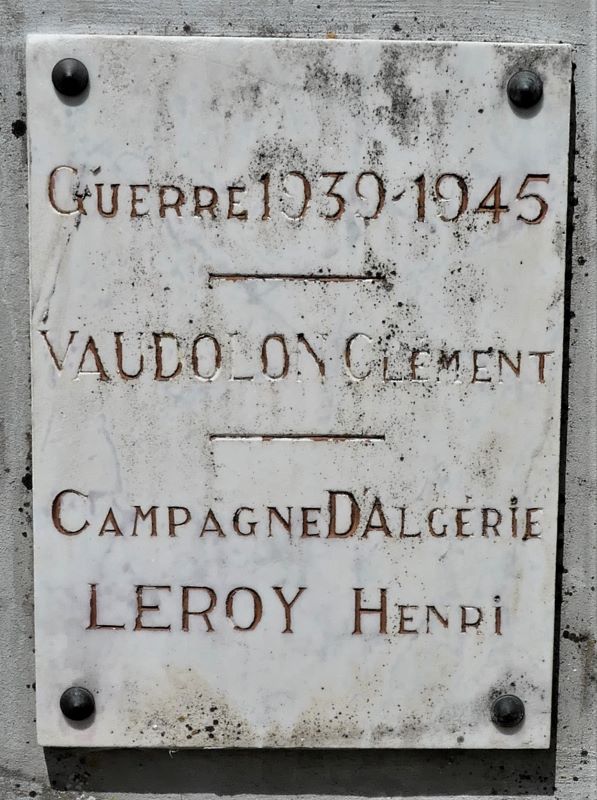 GUERRE 1939-1945
VAUDOLON CLEMENT
CAMPAGNE D'ALGERIE
LEROY HENRI